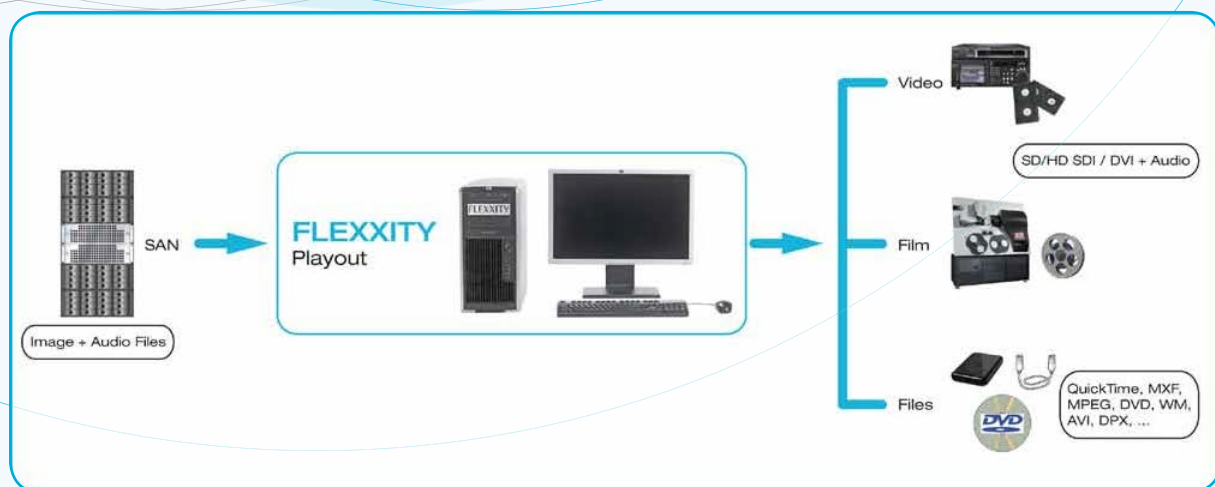 SAN
Image + Audio Files
FLEXXITY
Playout
FLEXXITY
Video
SD/HD SDI / DVI + Audio
Film
Files
DVD
QuickTime, MXF,
MPEG, DVD, WM,
AVI, DPX, ...